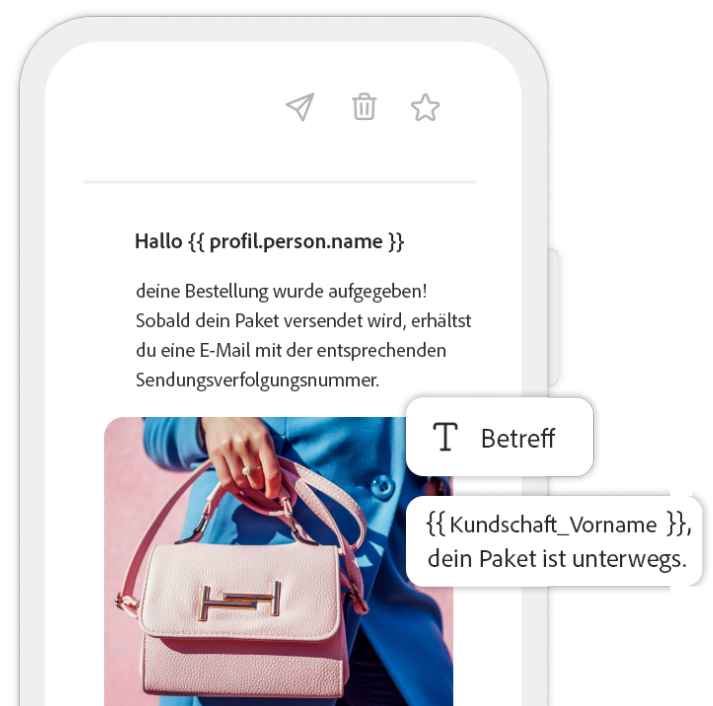 Hallo {{ profil.person.name }}
deine Bestellung wurde aufgegeben!
Sobald dein Paket versendet wird, erhältst
du eine E-Mail mit der entsprechenden
Sendungsverfolgungsnummer.
T Betreff
{{ Kundschaft_Vorname }},
dein Paket ist unterwegs.